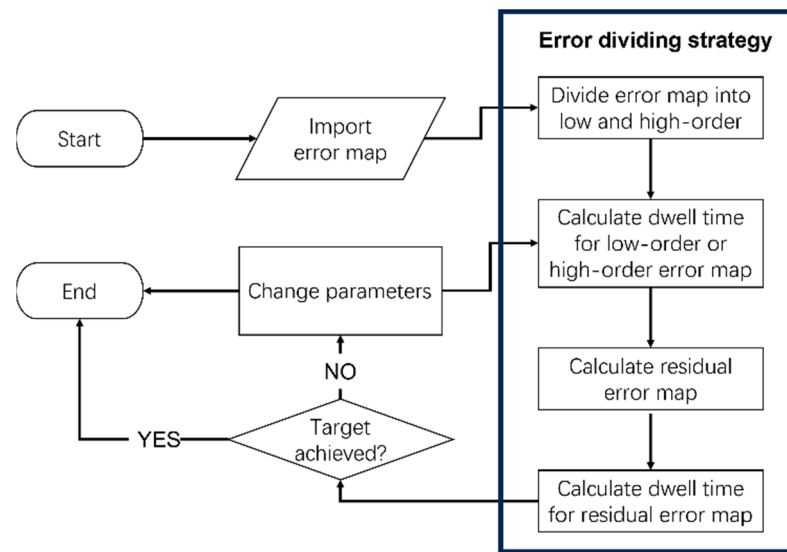 Error dividing strategy
Start
Import
error map
Divide error map into
low and high-order
Calculate dwell time
for low-order or
high-order error map
End
Change parameters
Calculate residual
error map
NO
YES
Target
achieved?
Calculate dwell time
for residual error map